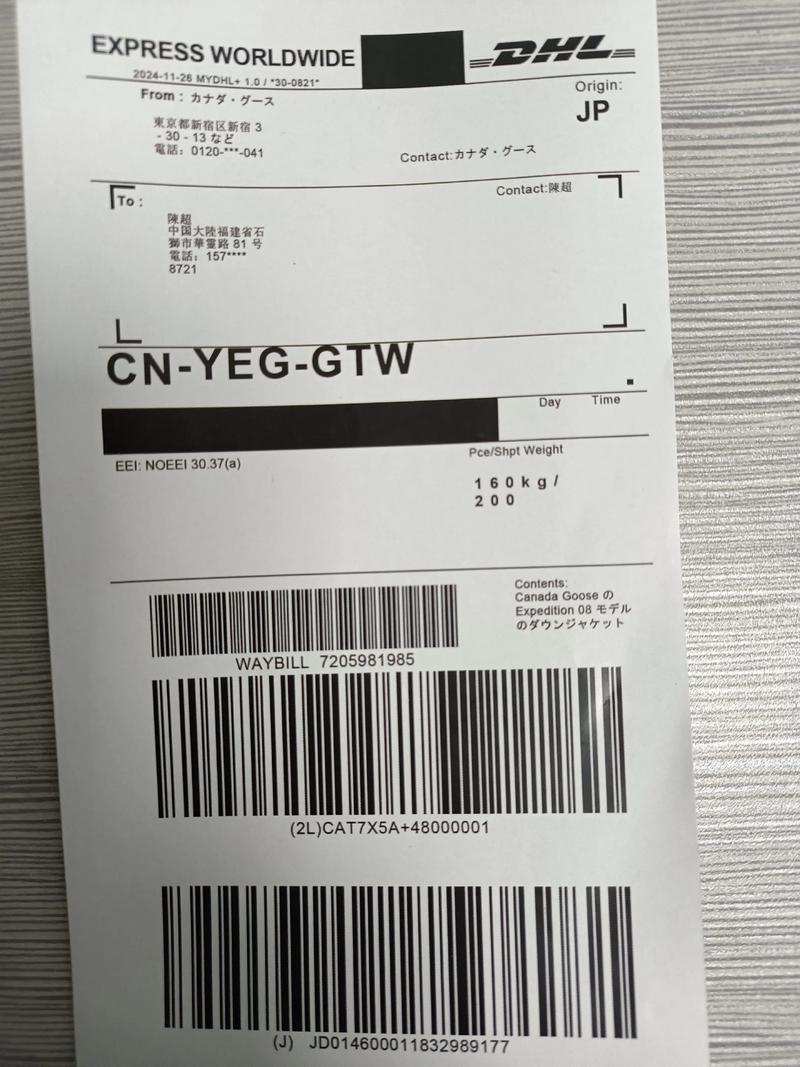 EXPRESS WORLDWIDE
DHL
2024-11-26 MYDHL+ 1.0 / *30-0821*
From : カナダ・グース
Origin:
JP
東京都新宿区新宿 3
- 30 - 13 など
電話：0120-***-041
Contact:カナダ・グース
To :
Contact:陳超
陳超
中国大陸福建省石
獅市華靈路 81 号
電話：157****
8721
CN-YEG-GTW
Day Time
EEI: NOEEI 30.37(a)
Pce/Shpt Weight
160kg/
200
Contents:
Canada Goose の
Expedition 08 モデル
のダウンジャケット
WAYBILL 7205981985
(2L)CAT7X5A+48000001
(J) JD014600011832989177